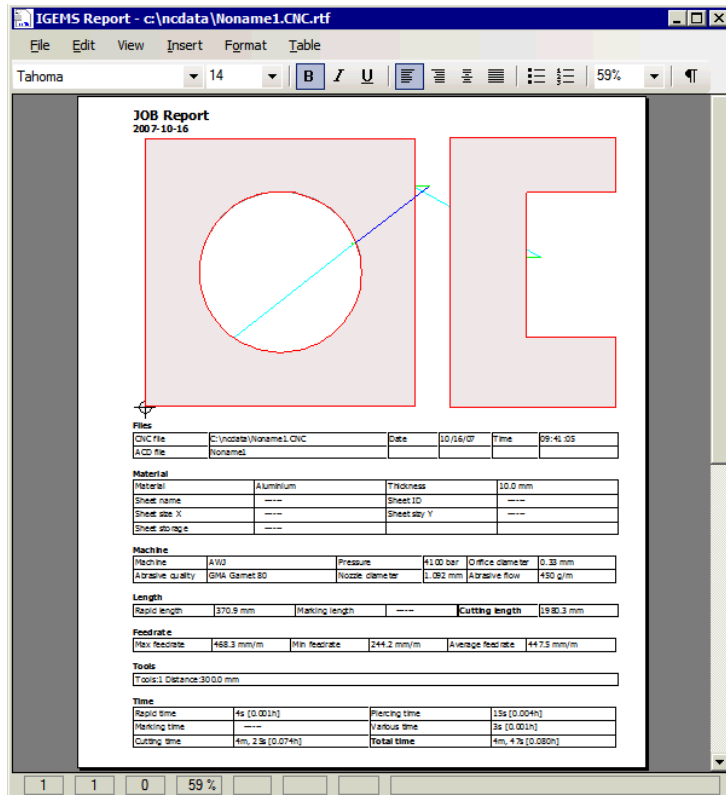 IGEMS Report - c:\ncdata\Noname1.CNC.rtf
File Edit View Insert Format Table
Tahoma 14 B I U 59% ¶
JOB Report
2007-10-16
Files
CNC file C:\ncdata\Noname1.CNC Date 10/16/07 Time 09:41:05
ACD file Noname1
Material
Material Aluminium Thickness 10.0 mm
Sheet name ----- Sheet ID -----
Sheet size X ----- Sheet sizy Y -----
Sheet storage -----
Machine
Machine AWJ Pressure 4100 bar Orifice diameter 0.33 mm
Abrasive quality GMA Garnet 80 Nozzle diameter 1.092 mm Abrasive flow 450 g/m
Length
Rapid length 370.9 mm Marking length ----- Cutting length 1980.3 mm
Feedrate
Max feedrate 468.3 mm/m Min feedrate 244.2 mm/m Average feedrate 447.5 mm/m
Tools
Tools:1 Distance:300.0 mm
Time
Rapid time 4s [0.001h] Piercing time 15s [0.004h]
Marking time ----- Various time 3s [0.001h]
Cutting time 4m, 25s [0.074h] Total time 4m, 47s [0.080h]
1 1 0 59 %